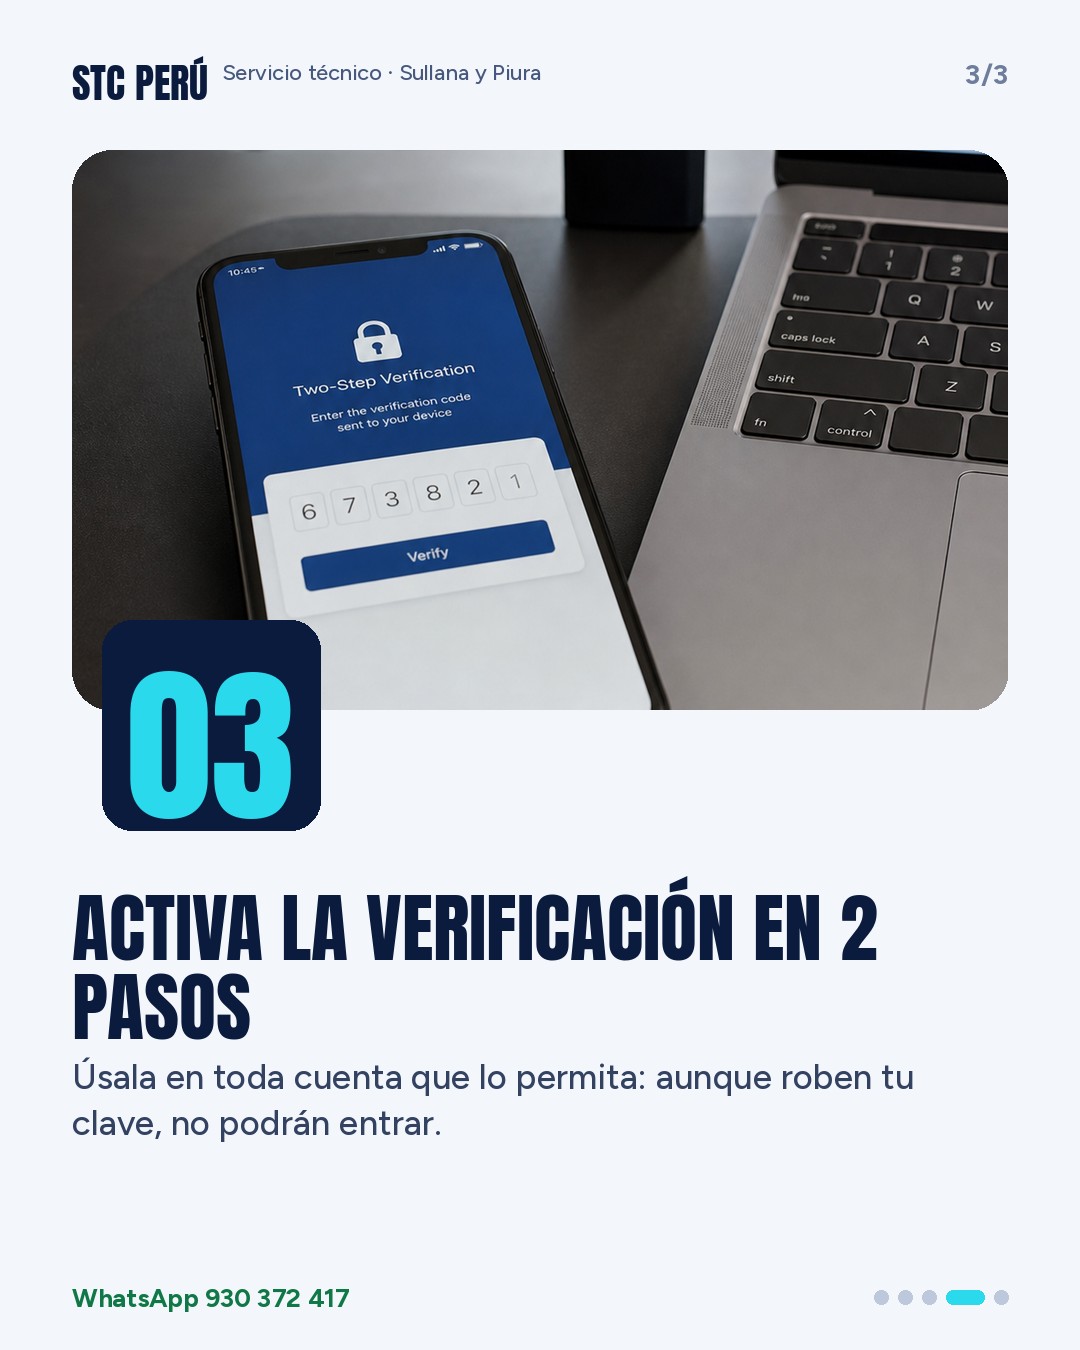 STC PERÚ Servicio técnico · Sullana y Piura 3/3
10:45
Two-Step Verification
Enter the verification code
sent to your device
6 7 3 8 2 1
Verify
~ ` ! 1 2
Q W
caps lock A S
shift Z
fn ^ control
03
ACTIVA LA VERIFICACIÓN EN 2
PASOS
Úsala en toda cuenta que lo permita: aunque roben tu
clave, no podrán entrar.
WhatsApp 930 372 417